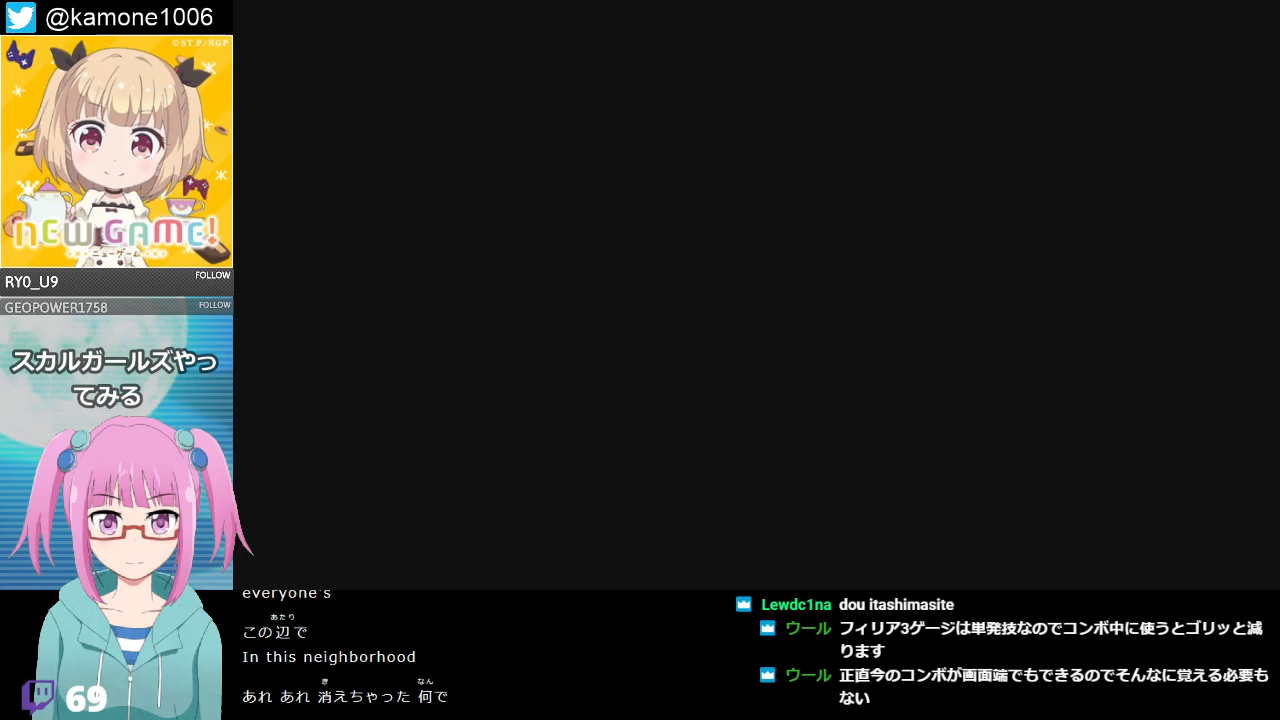 @kamone1006
©ST.P/NGP
NEW GAME!
ニューゲーム
RY0_U9 FOLLOW
GEOPOWER1758 FOLLOW
スカルガールズやっ
てみる
69
everyone's
あたり
この辺で
In this neighborhood
き なん
あれ あれ 消えちゃった 何で
Lewdc1na dou itashimasite
ウール フィリア3ゲージは単発技なのでコンボ中に使うとゴリッと減
ります
ウール 正直今のコンボが画面端でもできるのでそんなに覚える必要も
ない